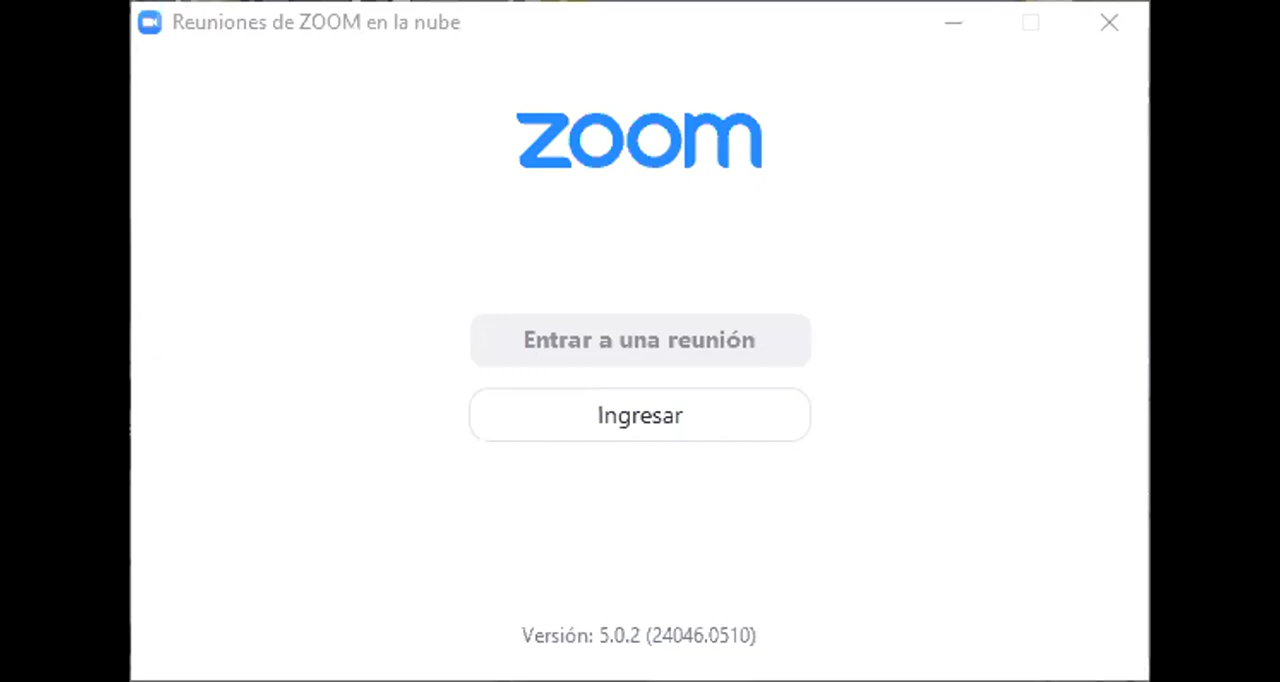 Reuniones de ZOOM en la nube
zoom
Entrar a una reunión
Ingresar
Versión: 5.0.2 (24046.0510)